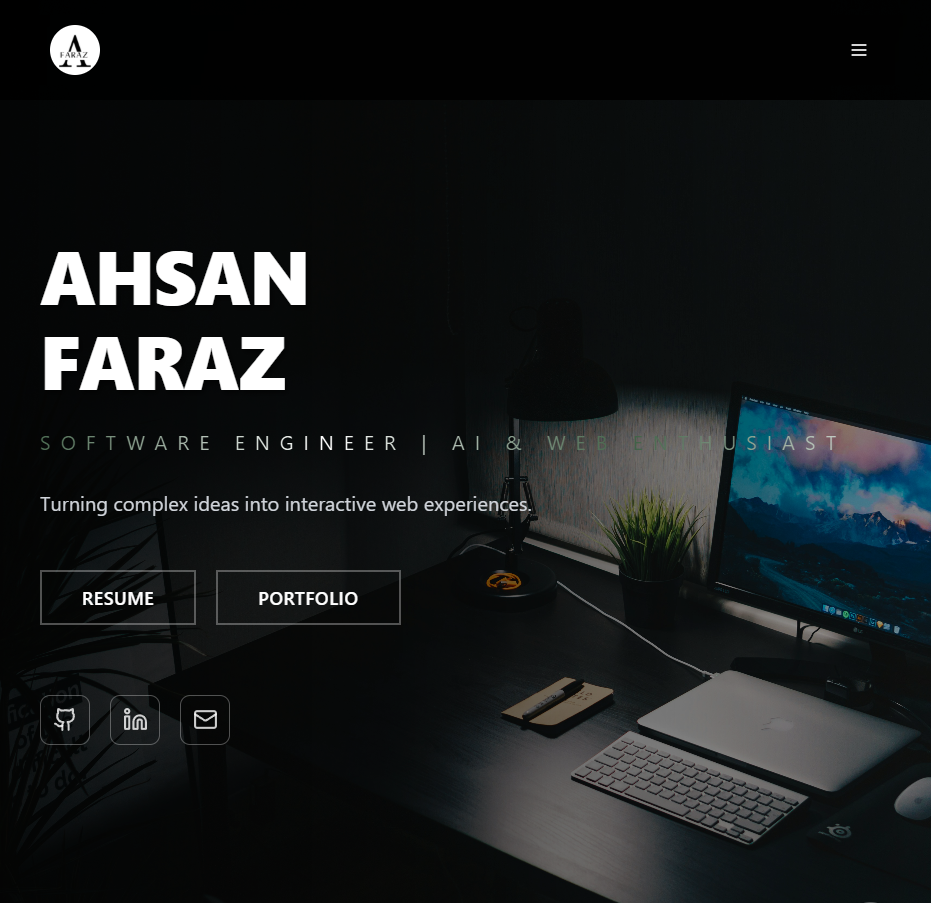 FARAZ
AHSAN
FARAZ
SOFTWARE ENGINEER | AI & WEB ENTHUSIAST
Turning complex ideas into interactive web experiences.
RESUME
PORTFOLIO